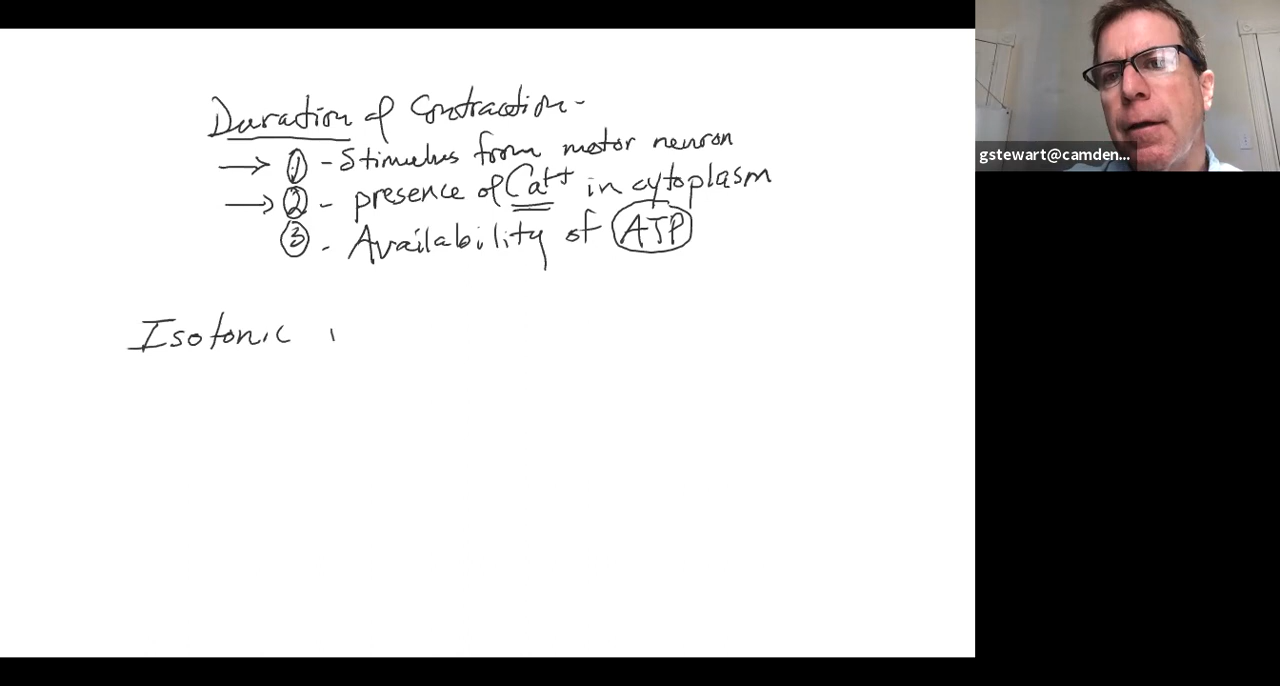 Duration of Contraction-
→ ① - Stimulus from motor neuron
→ ② - presence of Ca++ in cytoplasm
③ - Availability of ATP
Isotonic
gstewart@camden...